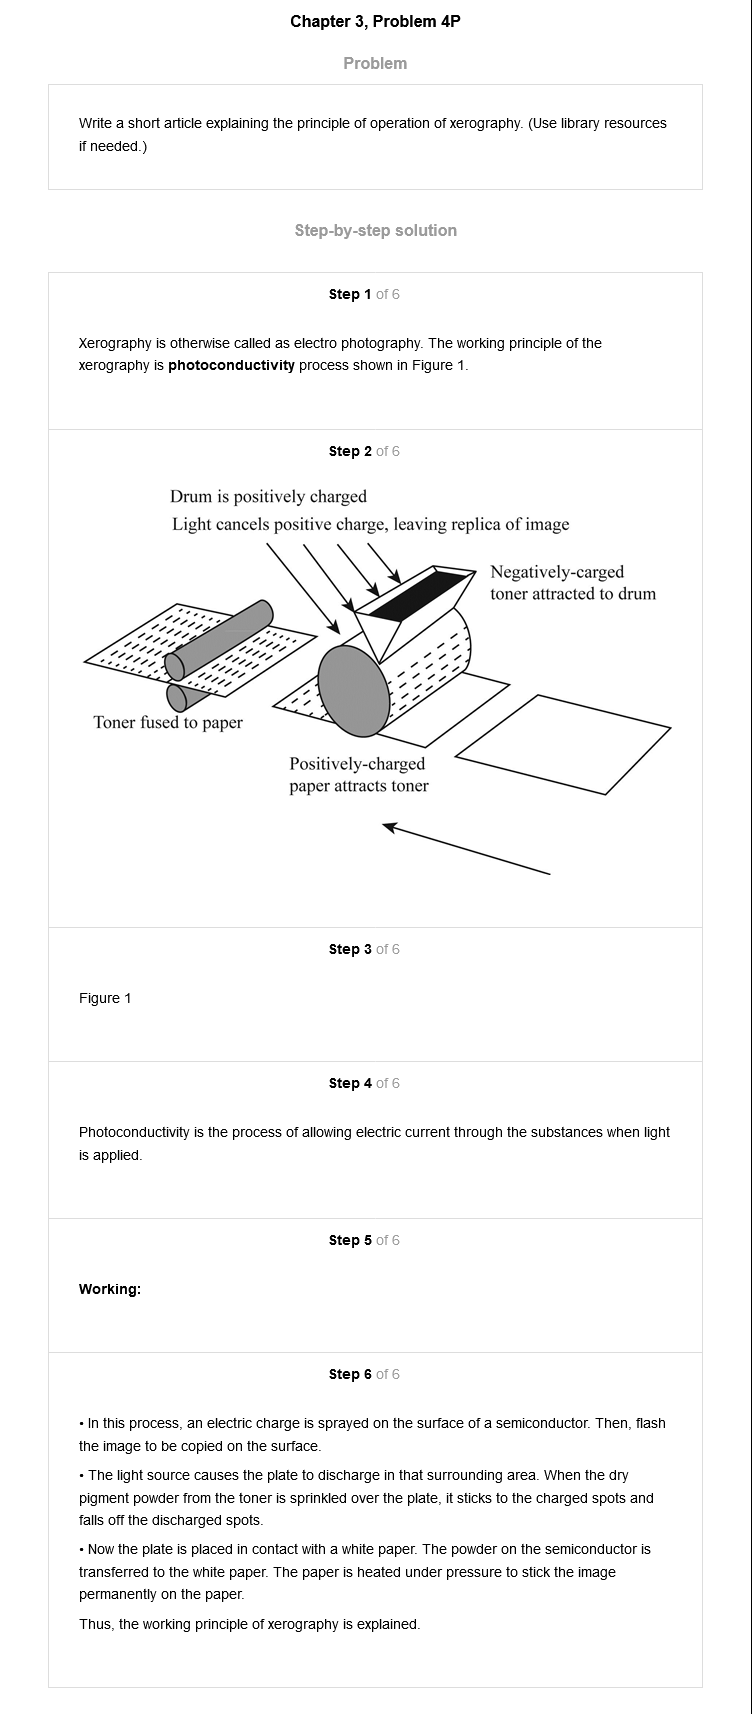 Chapter 3, Problem 4P
Problem
Write a short article explaining the principle of operation of xerography. (Use library resources
if needed.)
Step-by-step solution
Step 1 of 6
Xerography is otherwise called as electro photography. The working principle of the
xerography is photoconductivity process shown in Figure 1.
Step 2 of 6
Drum is positively charged
Light cancels positive charge, leaving replica of image
Negatively-carged
toner attracted to drum
Toner fused to paper
Positively-charged
paper attracts toner
Step 3 of 6
Figure 1
Step 4 of 6
Photoconductivity is the process of allowing electric current through the substances when light
is applied.
Step 5 of 6
Working:
Step 6 of 6
• In this process, an electric charge is sprayed on the surface of a semiconductor. Then, flash
the image to be copied on the surface.
• The light source causes the plate to discharge in that surrounding area. When the dry
pigment powder from the toner is sprinkled over the plate, it sticks to the charged spots and
falls off the discharged spots.
• Now the plate is placed in contact with a white paper. The powder on the semiconductor is
transferred to the white paper. The paper is heated under pressure to stick the image
permanently on the paper.
Thus, the working principle of xerography is explained.